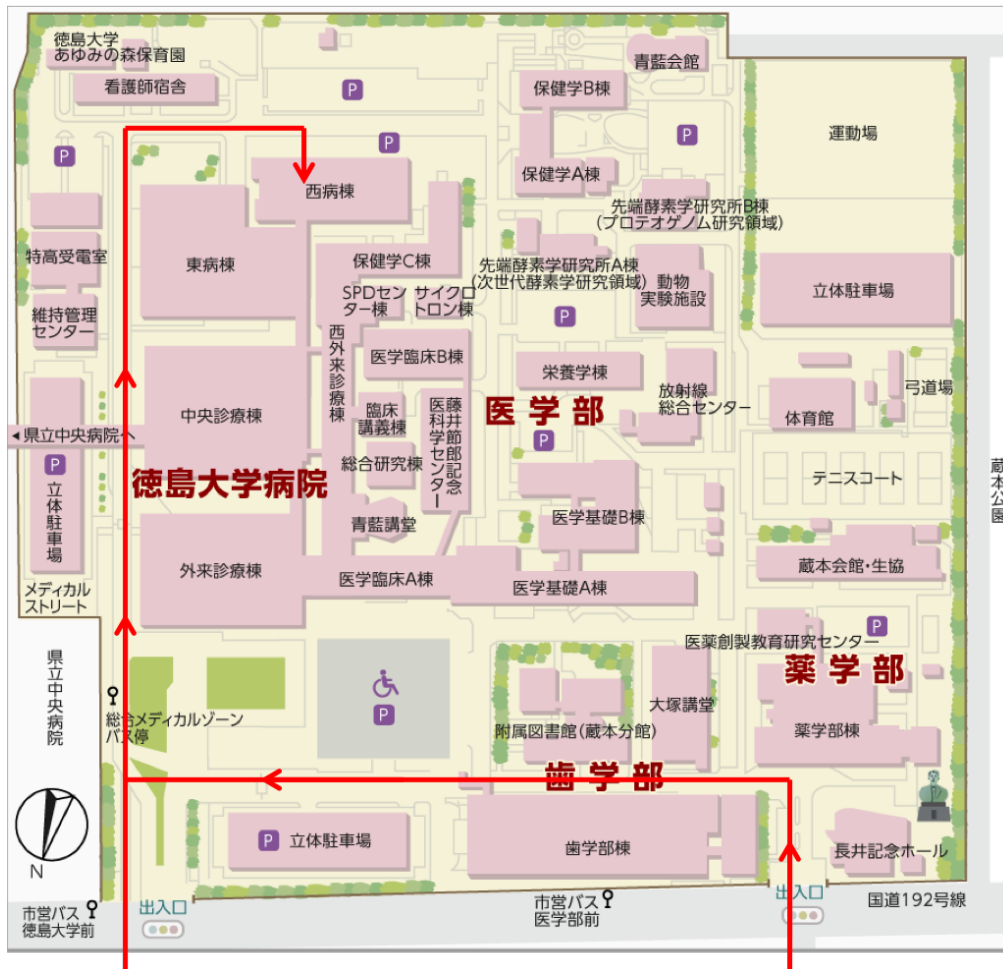 徳島大学
あゆみの森保育園
看護師宿舎
P
P
P
青藍会館
保健学B棟
P
運動場
保健学A棟
西病棟
先端酵素学研究所B棟
(プロテオゲノム研究領域)
特高受電室
東病棟
保健学C棟
先端酵素学研究所A棟
(次世代酵素学研究領域)
動物
実験施設
立体駐車場
維持管理
センター
SPDセン
ター棟
サイクロ
トロン棟
P
西外来診療棟
医学臨床B棟
栄養学棟
放射線
総合センター
体育館
弓道場
中央診療棟
臨床
講義棟
藤井節郎記念
医科学センター
医学部
P
◀県立中央病院へ
P
立体駐車場
徳島大学病院
総合研究棟
テニスコート
蔵本公園
青藍講堂
医学基礎B棟
外来診療棟
医学臨床A棟
医学基礎A棟
蔵本会館・生協
メディカル
ストリート
P
医薬創製教育研究センター
薬学部
県立中央病院
総合メディカルゾーン
バス停
P
附属図書館(蔵本分館)
大塚講堂
薬学部棟
歯学部
N
P
立体駐車場
歯学部棟
長井記念ホール
市営バス
徳島大学前
出入口
市営バス
医学部前
出入口
国道192号線